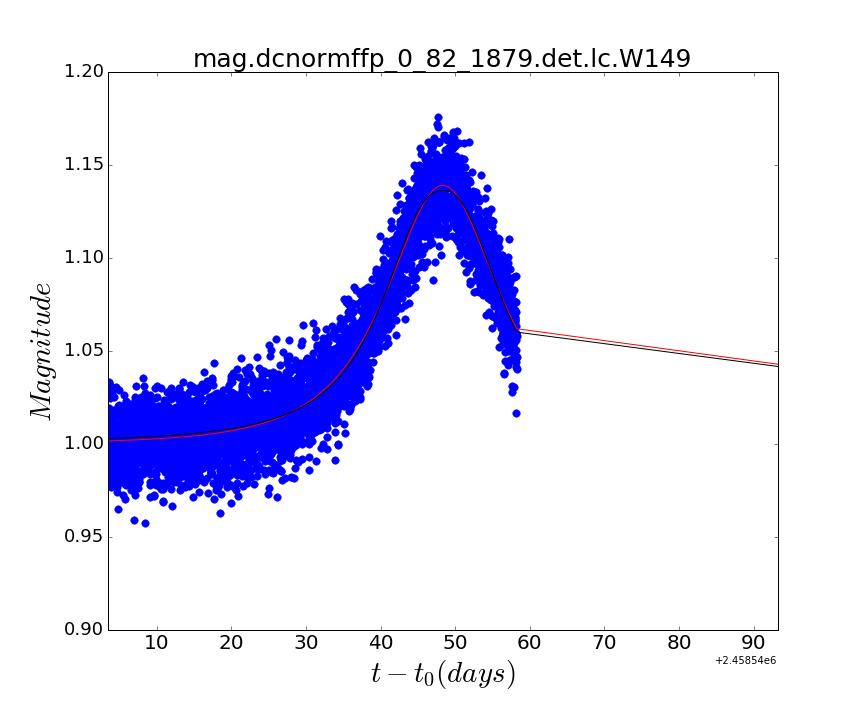 mag.dcnormffp_0_82_1879.det.lc.W149
1.20
1.15
1.10
1.05
1.00
0.95
0.90
Magnitude
10 20 30 40 50 60 70 80 90
+2.45854e6
t − t₀(days)